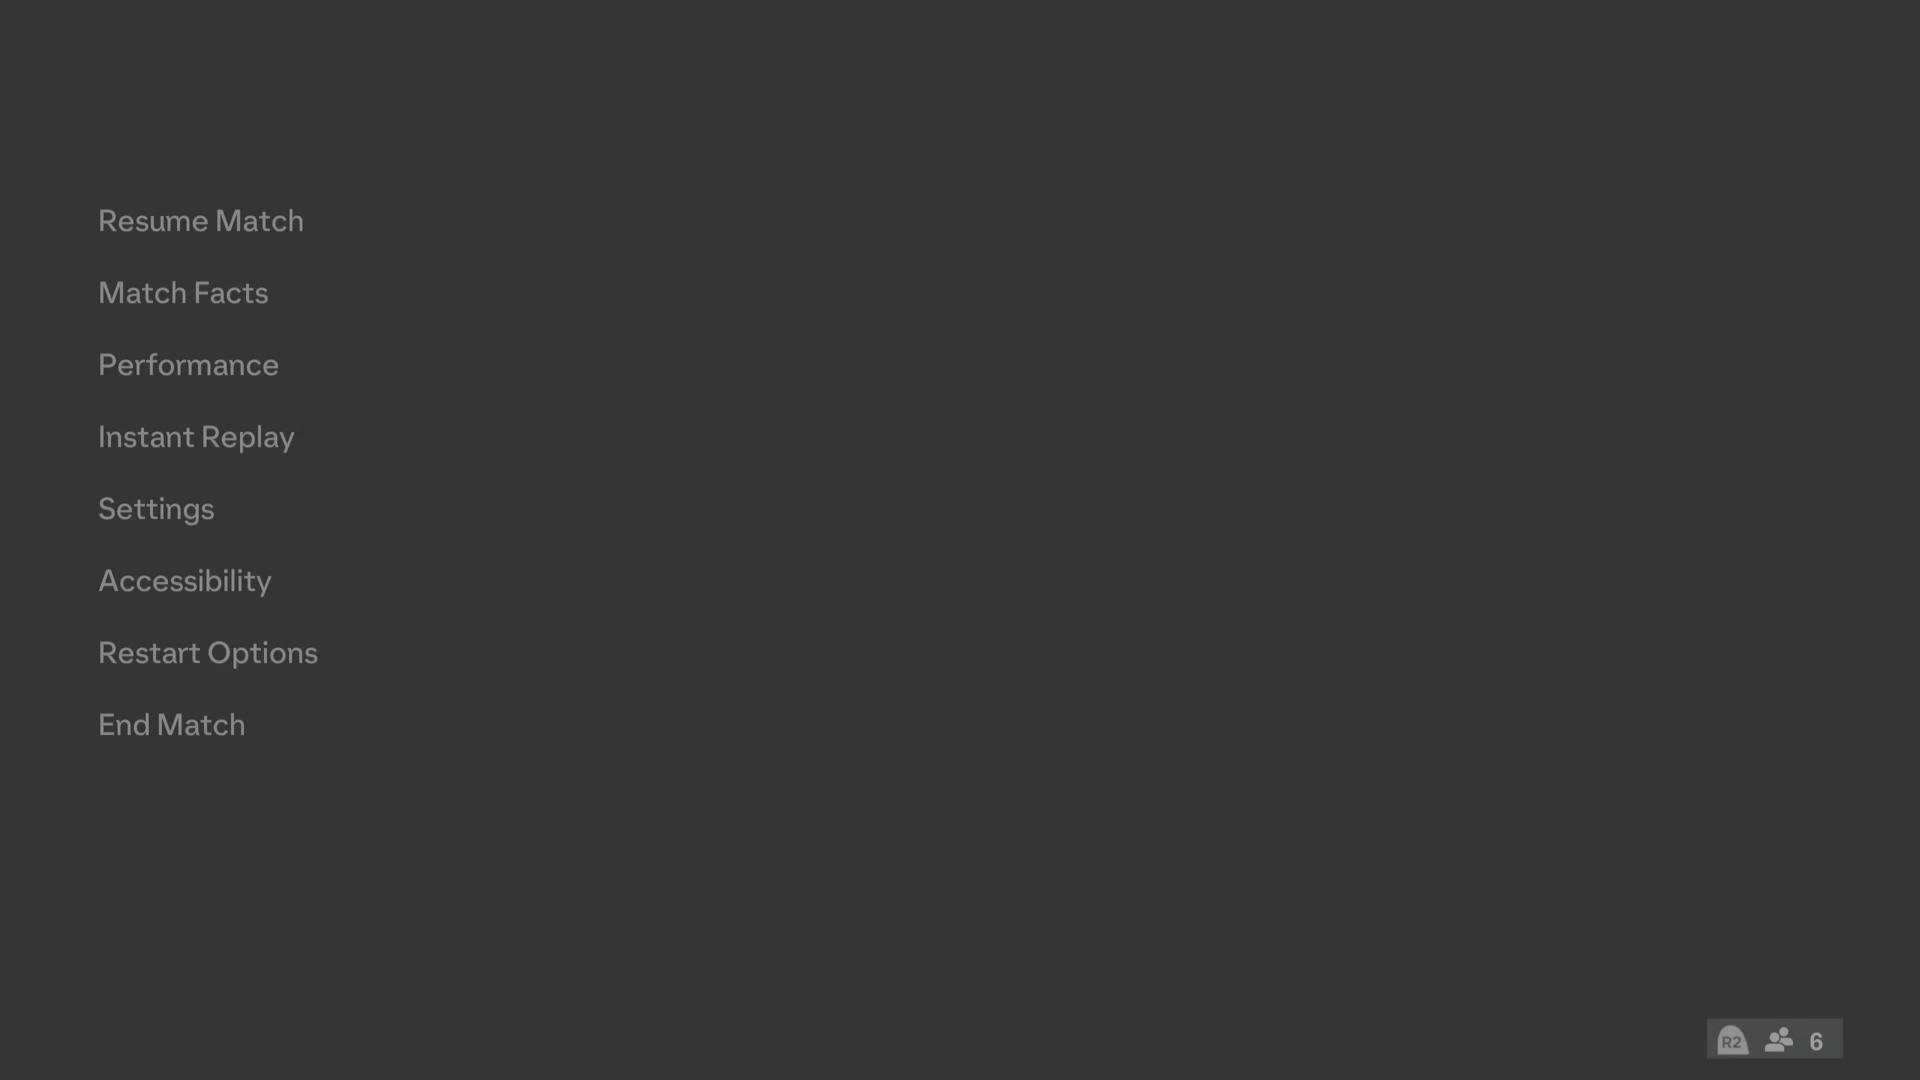 Resume Match
Match Facts
Performance
Instant Replay
Settings
Accessibility
Restart Options
End Match
R2 6